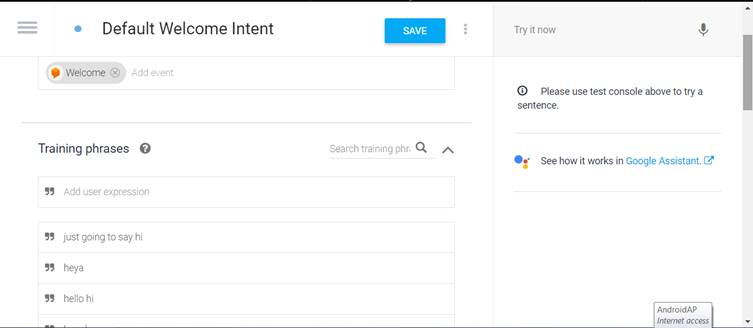 Default Welcome Intent
SAVE
Try it now
Welcome
Add event
Please use test console above to try a
sentence.
Training phrases
Search training phr
See how it works in Google Assistant.
Add user expression
just going to say hi
heya
hello hi
AndroidAP
Internet access